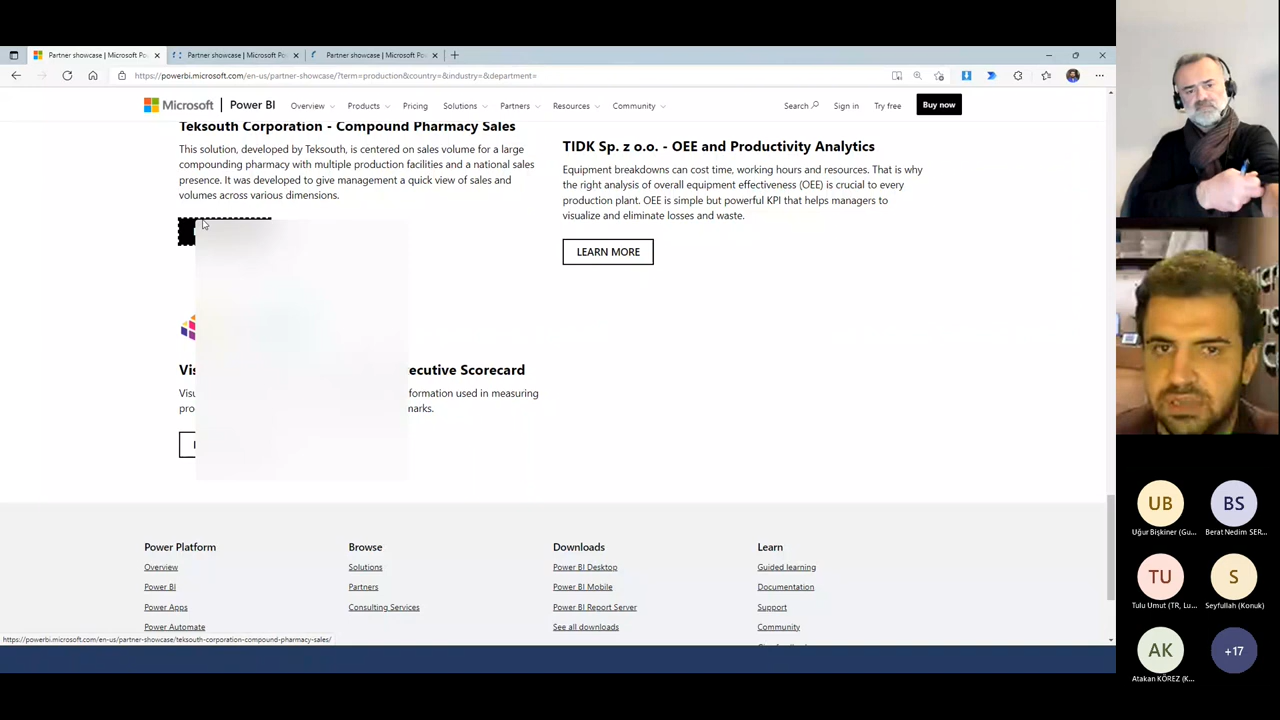 Partner showcase | Microsoft Po
Partner showcase | Microsoft Po
Partner showcase | Microsoft Po
https://powerbi.microsoft.com/en-us/partner-showcase/?term=production&country=&industry=&department=
Microsoft | Power BI Overview Products Pricing Solutions Partners Resources Community Search Sign in Try free Buy now
Teksouth Corporation - Compound Pharmacy Sales
This solution, developed by Teksouth, is centered on sales volume for a large
compounding pharmacy with multiple production facilities and a national sales
presence. It was developed to give management a quick view of sales and
volumes across various dimensions.
TIDK Sp. z o.o. - OEE and Productivity Analytics
Equipment breakdowns can cost time, working hours and resources. That is why
the right analysis of overall equipment effectiveness (OEE) is crucial to every
production plant. OEE is simple but powerful KPI that helps managers to
visualize and eliminate losses and waste.
LEARN MORE
ecutive Scorecard
formation used in measuring
marks.
Power Platform
Overview
Power BI
Power Apps
Power Automate
Browse
Solutions
Partners
Consulting Services
Downloads
Power BI Desktop
Power BI Mobile
Power BI Report Server
See all downloads
Learn
Guided learning
Documentation
Support
Community
https://powerbi.microsoft.com/en-us/partner-showcase/teksouth-corporation-compound-pharmacy-sales/
UB
Uğur Bişkiner (Gu...
BS
Berat Nedim SER...
TU
Tulu Umut (TR, Lu...
S
Seyfullah (Konuk)
AK
Atakan KÖREZ (K...
+17